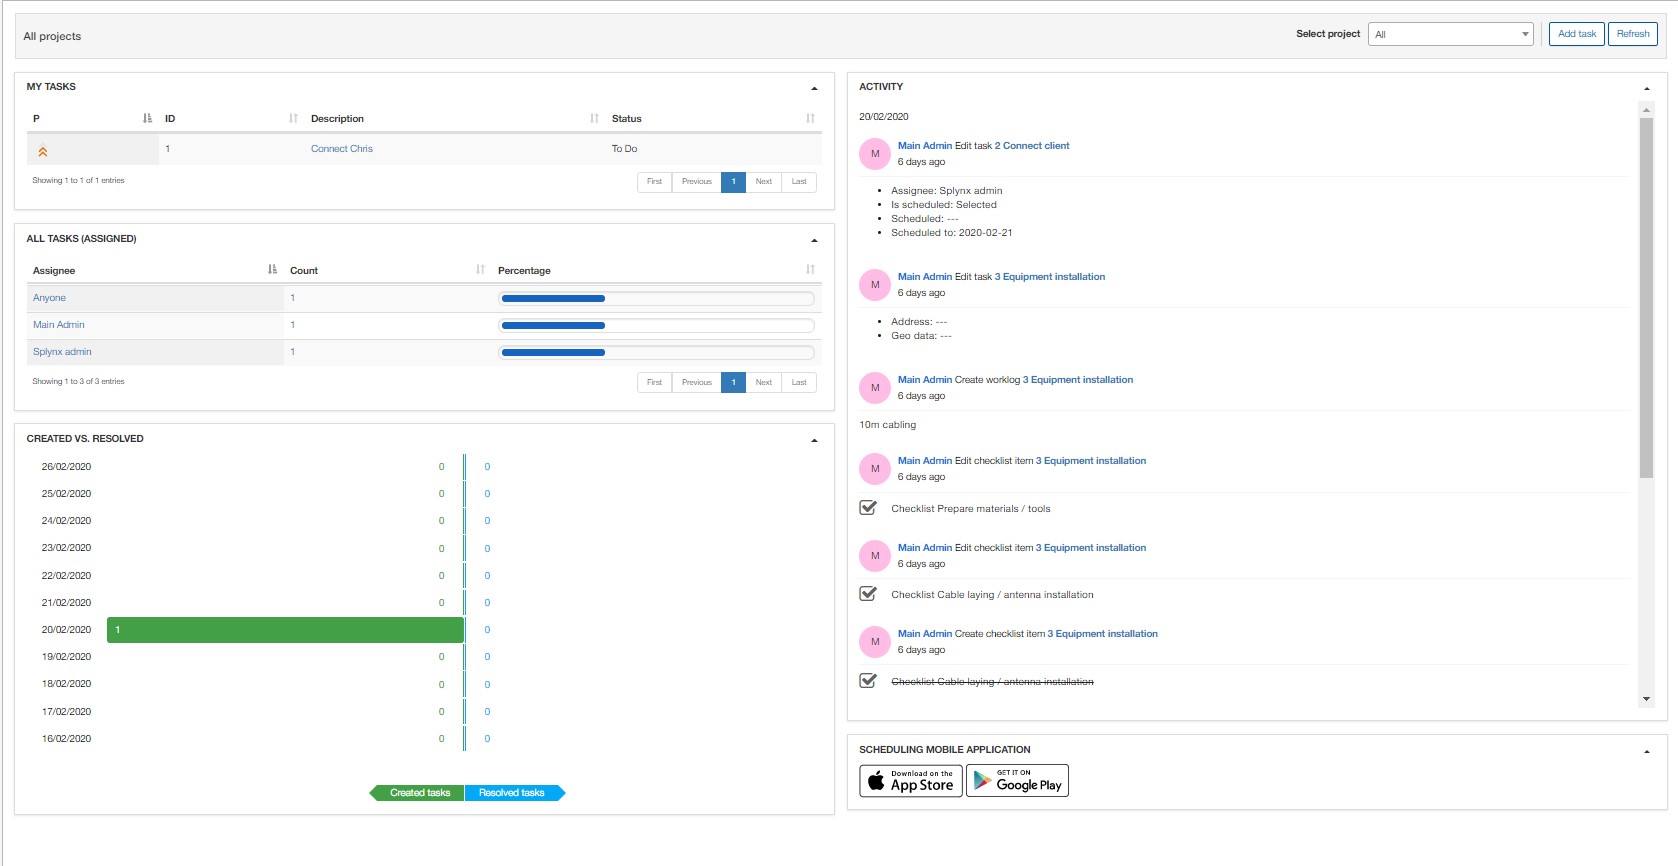 All projects
Select project
All
Add task
Refresh
MY TASKS
P ID Description Status
1 Connect Chris To Do
Showing 1 to 1 of 1 entries
First Previous 1 Next Last
ALL TASKS (ASSIGNED)
Assignee Count Percentage
Anyone 1
Main Admin 1
Splynx admin 1
Showing 1 to 3 of 3 entries
First Previous 1 Next Last
CREATED VS. RESOLVED
26/02/2020 0 0
25/02/2020 0 0
24/02/2020 0 0
23/02/2020 0 0
22/02/2020 0 0
21/02/2020 0 0
20/02/2020 1 0
19/02/2020 0 0
18/02/2020 0 0
17/02/2020 0 0
16/02/2020 0 0
Created tasks Resolved tasks
ACTIVITY
20/02/2020
M
Main Admin Edit task 2 Connect client
6 days ago
• Assignee: Splynx admin
• Is scheduled: Selected
• Scheduled: ---
• Scheduled to: 2020-02-21
M
Main Admin Edit task 3 Equipment installation
6 days ago
• Address: ---
• Geo data: ---
M
Main Admin Create worklog 3 Equipment installation
6 days ago
10m cabling
M
Main Admin Edit checklist item 3 Equipment installation
6 days ago
Checklist Prepare materials / tools
M
Main Admin Edit checklist item 3 Equipment installation
6 days ago
Checklist Cable laying / antenna installation
M
Main Admin Create checklist item 3 Equipment installation
6 days ago
Checklist Cable laying / antenna installation
SCHEDULING MOBILE APPLICATION
Download on the
App Store
GET IT ON
Google Play